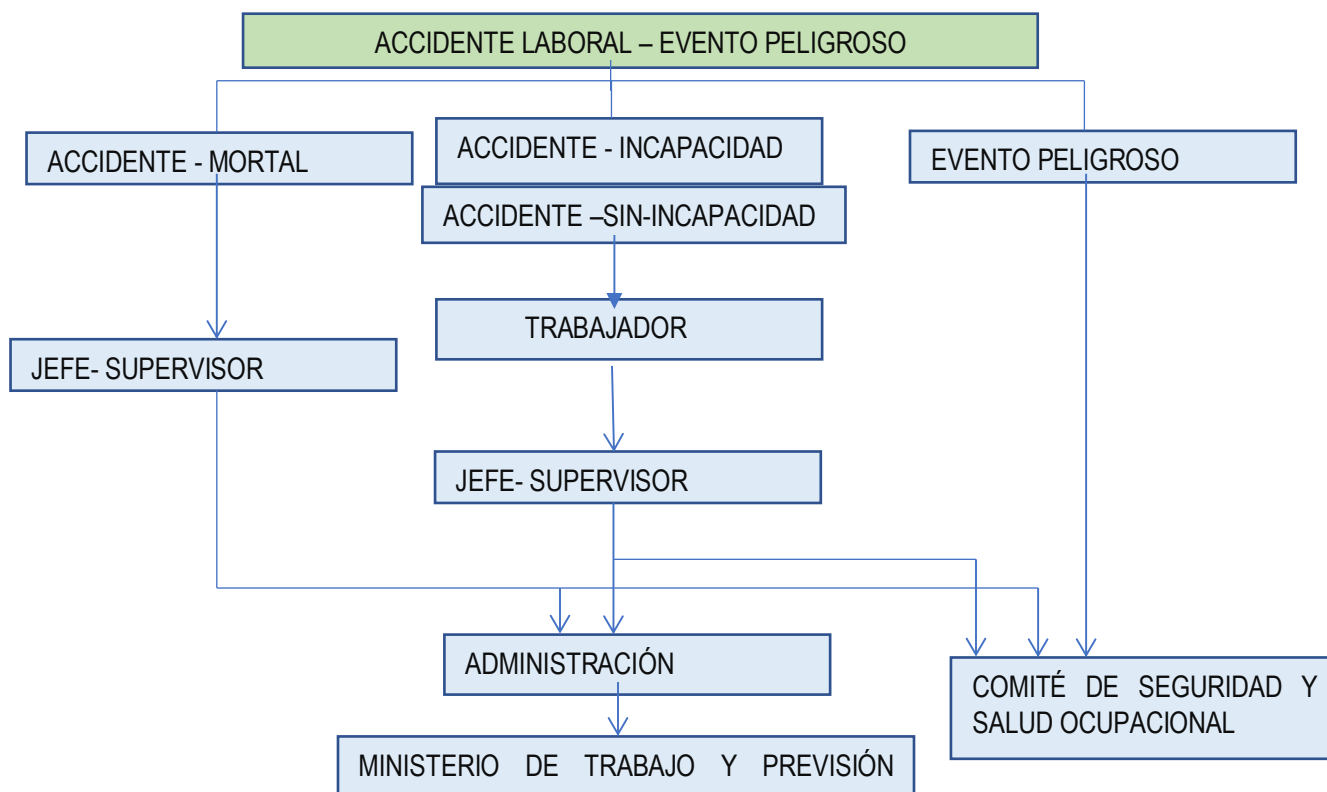 ACCIDENTE LABORAL – EVENTO PELIGROSO
ACCIDENTE - MORTAL
ACCIDENTE - INCAPACIDAD
EVENTO PELIGROSO
ACCIDENTE –SIN-INCAPACIDAD
TRABAJADOR
JEFE- SUPERVISOR
JEFE- SUPERVISOR
ADMINISTRACIÓN
COMITÉ DE SEGURIDAD Y
SALUD OCUPACIONAL
MINISTERIO DE TRABAJO Y PREVISIÓN